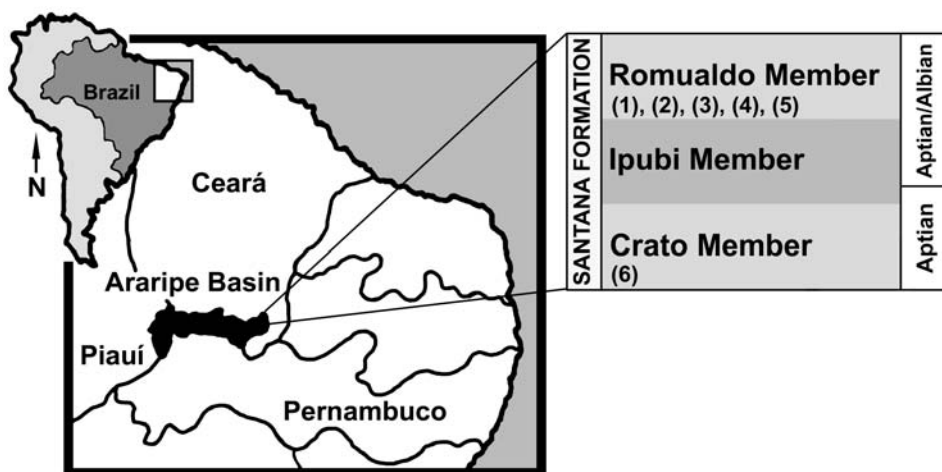 Brazil
N
Ceará
Araripe Basin
Piauí
Pernambuco
SANTANA FORMATION
Romualdo Member
(1), (2), (3), (4), (5)
Ipubi Member
Crato Member
(6)
Aptian/Albian
Aptian